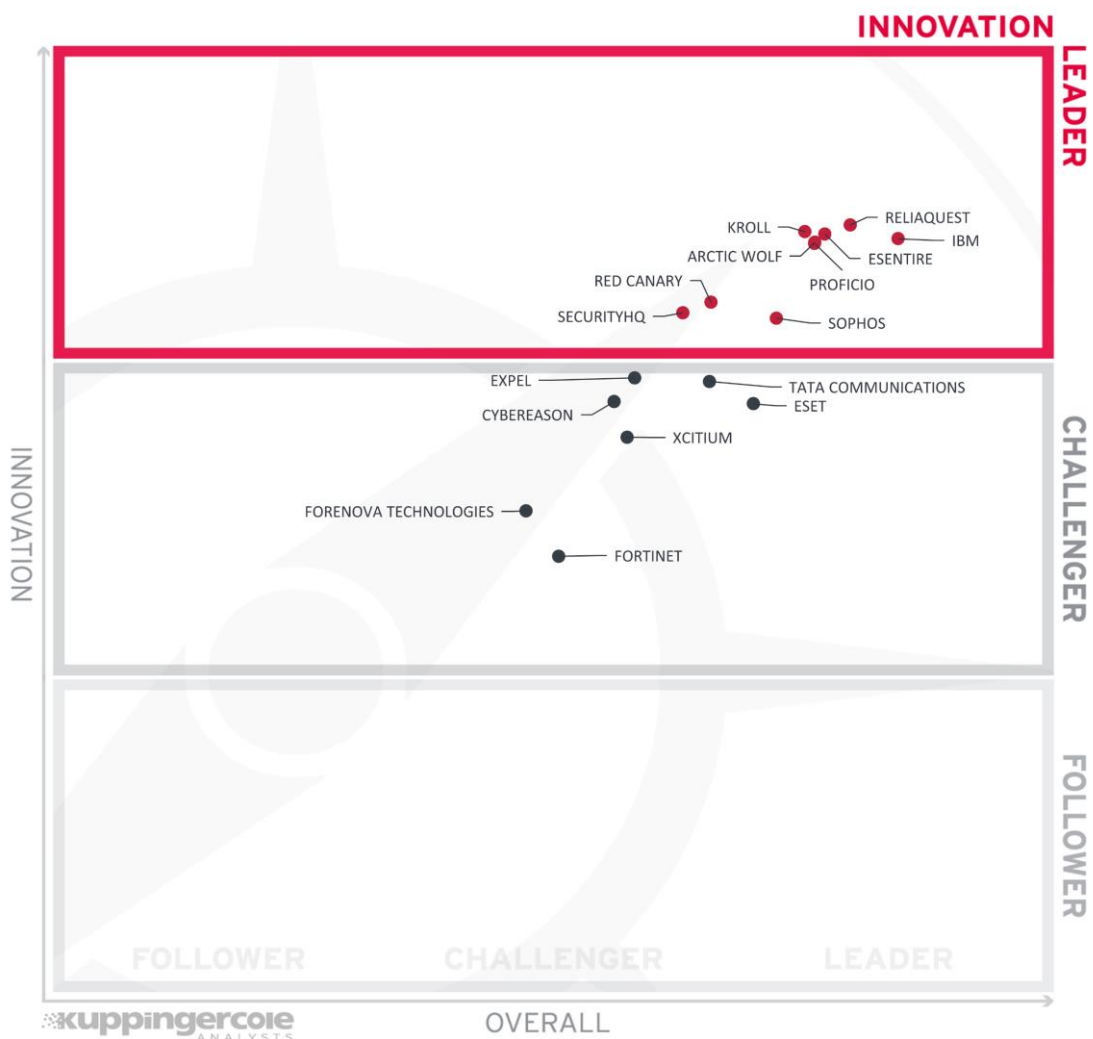 INNOVATION
LEADER
RELIAQUEST
KROLL
IBM
ARCTIC WOLF
ESENTIRE
RED CANARY
PROFICIO
SECURITYHQ
SOPHOS
EXPEL
TATA COMMUNICATIONS
CYBEREASON
ESET
XCITIUM
CHALLENGER
INNOVATION
FORENOVA TECHNOLOGIES
FORTINET
FOLLOWER
FOLLOWER CHALLENGER LEADER
kuppingercole
ANALYSTS
OVERALL